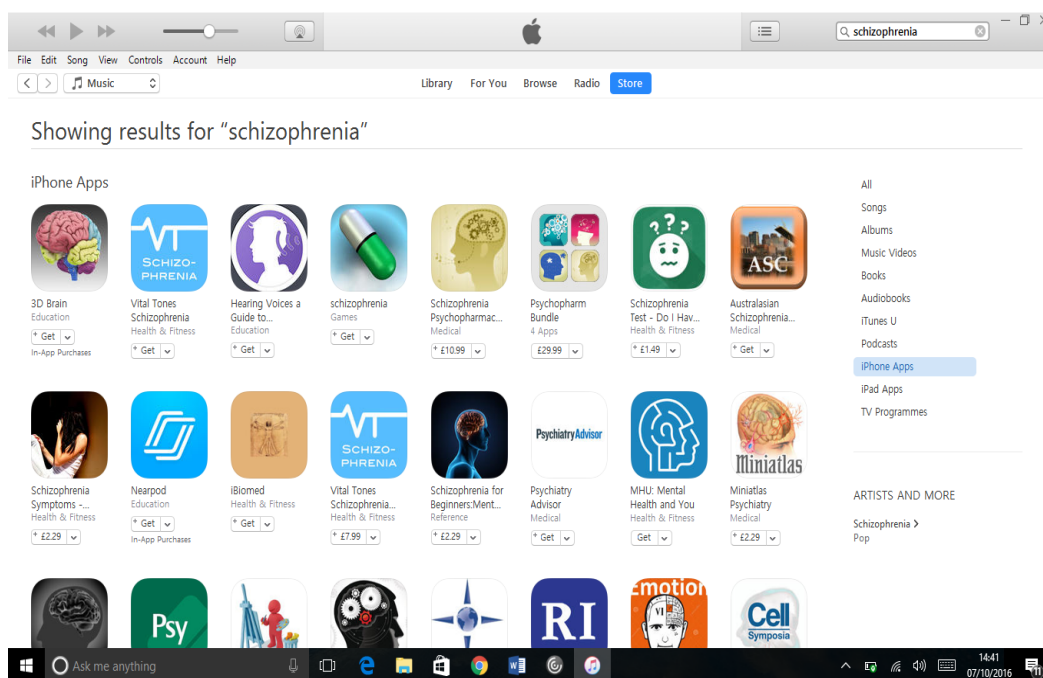 schizophrenia
File Edit Song View Controls Account Help
Music
Library For You Browse Radio Store
Showing results for “schizophrenia”
iPhone Apps
VT
SCHIZO-
PHRENIA
???
ASC
3D Brain
Education
+ Get
In-App Purchases
Vital Tones
Schizophrenia
Health & Fitness
+ Get
Hearing Voices a
Guide to...
Education
+ Get
schizophrenia
Games
+ Get
Schizophrenia
Psychopharmac...
Medical
+ £10.99
Psychopharm
Bundle
4 Apps
£29.99
Schizophrenia
Test - Do I Hav...
Health & Fitness
+ £1.49
Australasian
Schizophrenia...
Medical
+ Get
VT
SCHIZO-
PHRENIA
PsychiatryAdvisor
Miniatlas
Schizophrenia
Symptoms -...
Health & Fitness
+ £2.29
Nearpod
Education
+ Get
In-App Purchases
iBiomed
Health & Fitness
+ Get
Vital Tones
Schizophrenia...
Health & Fitness
+ £7.99
Schizophrenia for
Beginners:Ment...
Reference
+ £2.29
Psychiatry
Advisor
Medical
+ Get
MHU: Mental
Health and You
Health & Fitness
Get
Miniatlas
Psychiatry
Medical
+ £2.29
Psy
RI
Emotion
VI
Cell
Symposia
All
Songs
Albums
Music Videos
Books
Audiobooks
iTunes U
Podcasts
iPhone Apps
iPad Apps
TV Programmes
ARTISTS AND MORE
Schizophrenia >
Pop
Ask me anything
14:41
07/10/2016
11